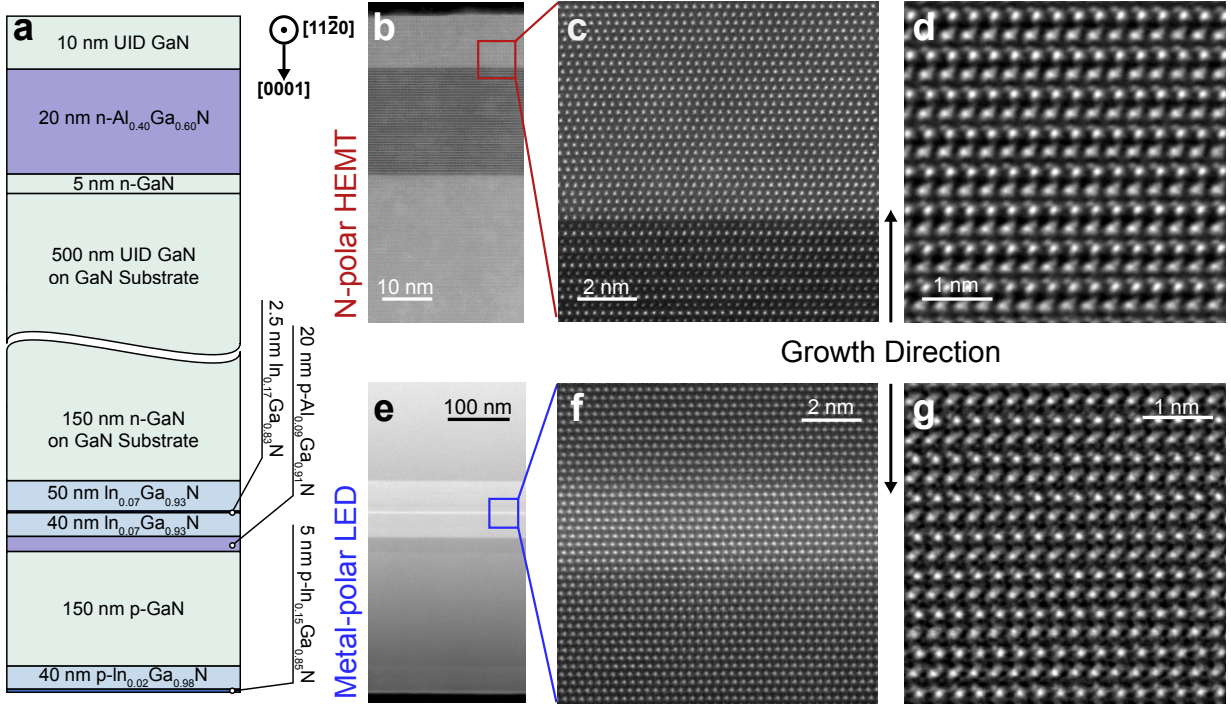 a
10 nm UID GaN
20 nm n-Al₀.₄₀Ga₀.₆₀N
5 nm n-GaN
500 nm UID GaN
on GaN Substrate
150 nm n-GaN
on GaN Substrate
50 nm In₀.₀₇Ga₀.₉₃N
40 nm In₀.₀₇Ga₀.₉₃N
150 nm p-GaN
40 nm p-In₀.₀₂Ga₀.₉₈N
2.5 nm In₀.₁₇Ga₀.₈₃N
20 nm p-Al₀.₀₉Ga₀.₉₁N
5 nm p-In₀.₁₅Ga₀.₈₅N
[112̄0]
[0001]
N-polar HEMT
b
10 nm
c
2 nm
d
1 nm
Growth Direction
Metal-polar LED
e
100 nm
f
2 nm
g
1 nm